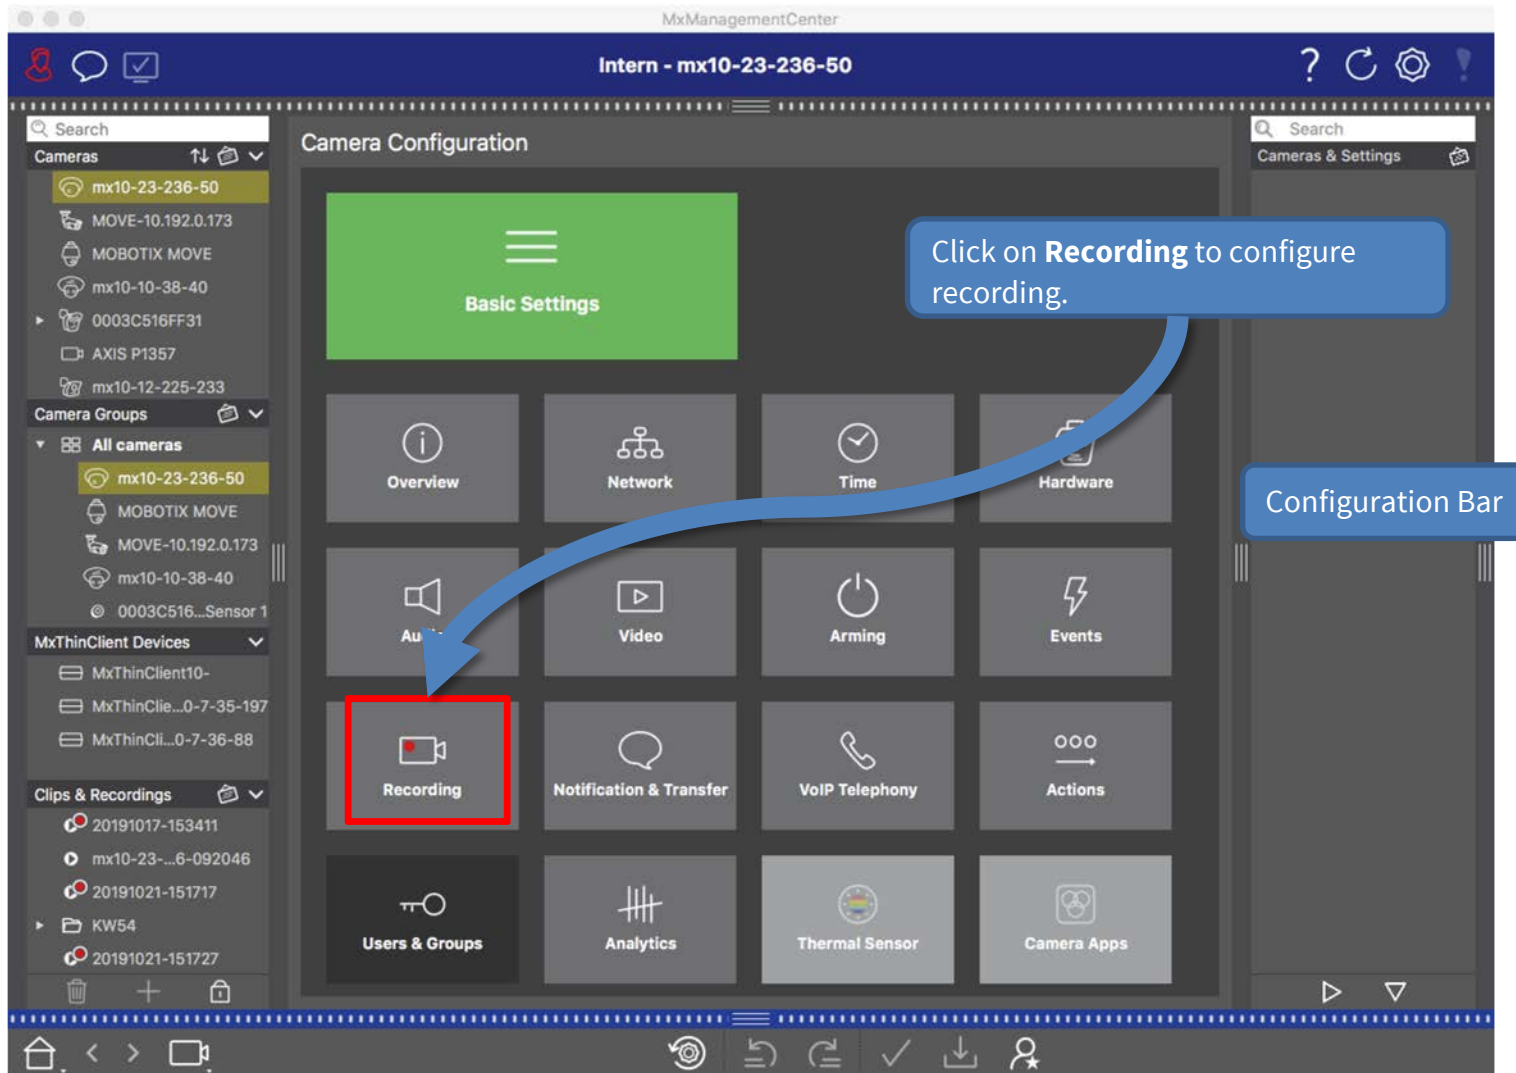 MxManagementCenter
Intern - mx10-23-236-50
Search
Cameras
mx10-23-236-50
MOVE-10.192.0.173
MOBOTIX MOVE
mx10-10-38-40
0003C516FF31
AXIS P1357
mx10-12-225-233
Camera Groups
All cameras
mx10-23-236-50
MOBOTIX MOVE
MOVE-10.192.0.173
mx10-10-38-40
0003C516...Sensor 1
MxThinClient Devices
MxThinClient10-
MxThinClie...0-7-35-197
MxThinCli...0-7-36-88
Clips & Recordings
20191017-153411
mx10-23-...6-092046
20191021-151717
KW54
20191021-151727
Camera Configuration
Basic Settings
Click on Recording to configure
recording.
Overview
Network
Time
Hardware
Video
Arming
Events
Recording
Notification & Transfer
VoIP Telephony
Actions
Users & Groups
Analytics
Thermal Sensor
Camera Apps
Search
Cameras & Settings
Configuration Bar